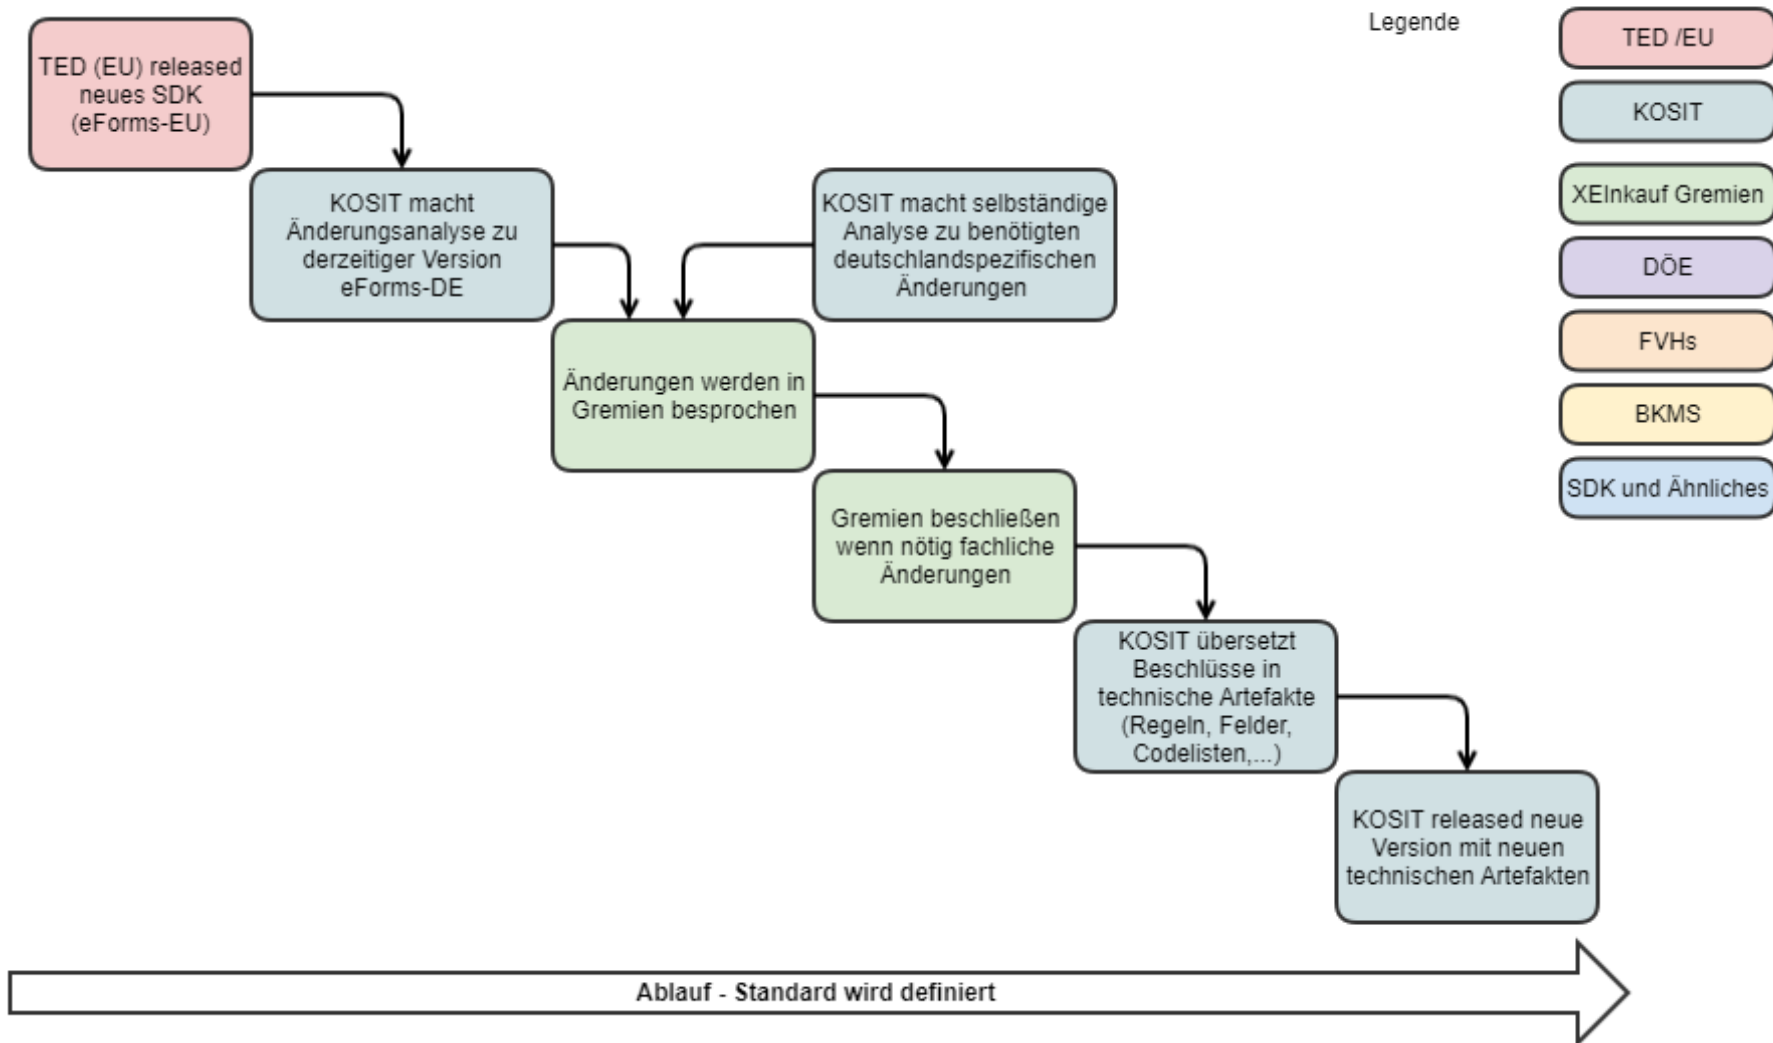 TED (EU) released
neues SDK
(eForms-EU)
KOSIT macht
Änderungsanalyse zu
derzeitiger Version
eForms-DE
KOSIT macht selbständige
Analyse zu benötigten
deutschlandspezifischen
Änderungen
Änderungen werden in
Gremien besprochen
Gremien beschließen
wenn nötig fachliche
Änderungen
KOSIT übersetzt
Beschlüsse in
technische Artefakte
(Regeln, Felder,
Codelisten,...)
KOSIT released neue
Version mit neuen
technischen Artefakten
Ablauf - Standard wird definiert
Legende
TED /EU
KOSIT
XEInkauf Gremien
DÖE
FVHs
BKMS
SDK und Ähnliches